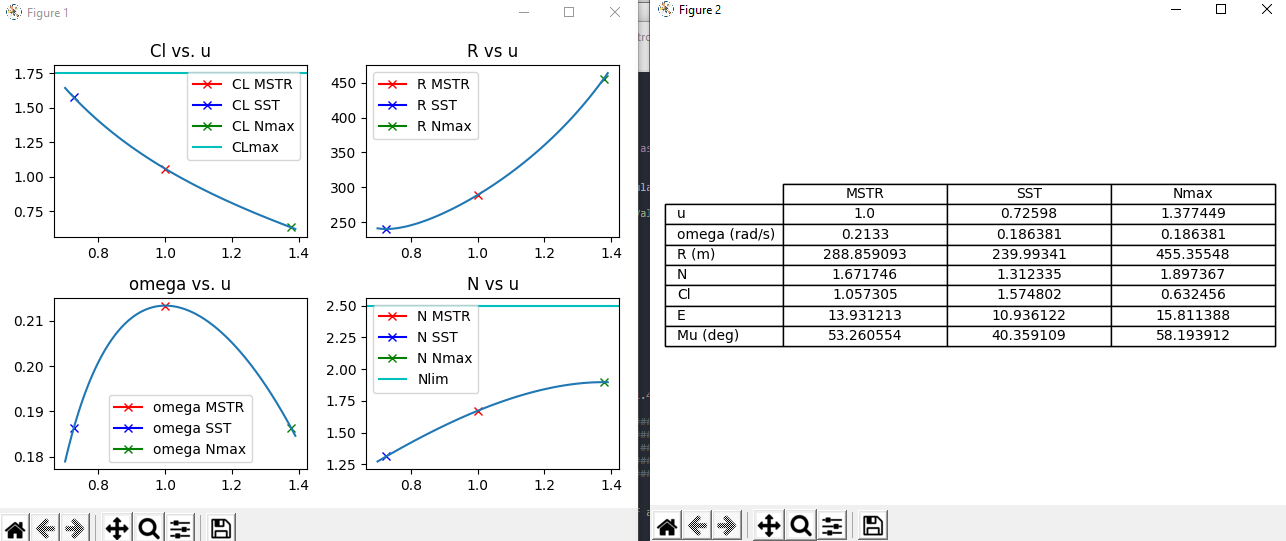 Figure 1
Cl vs. u
CL MSTR
CL SST
CL Nmax
CLmax
1.75
1.50
1.25
1.00
0.75
0.8 1.0 1.2 1.4
R vs u
R MSTR
R SST
R Nmax
450
400
350
300
250
0.8 1.0 1.2 1.4
omega vs. u
omega MSTR
omega SST
omega Nmax
0.21
0.20
0.19
0.18
0.8 1.0 1.2 1.4
N vs u
N MSTR
N SST
N Nmax
Nlim
2.50
2.25
2.00
1.75
1.50
1.25
0.8 1.0 1.2 1.4
Figure 2
MSTR SST Nmax
u 1.0 0.72598 1.377449
omega (rad/s) 0.2133 0.186381 0.186381
R (m) 288.859093 239.99341 455.35548
N 1.671746 1.312335 1.897367
Cl 1.057305 1.574802 0.632456
E 13.931213 10.936122 15.811388
Mu (deg) 53.260554 40.359109 58.193912